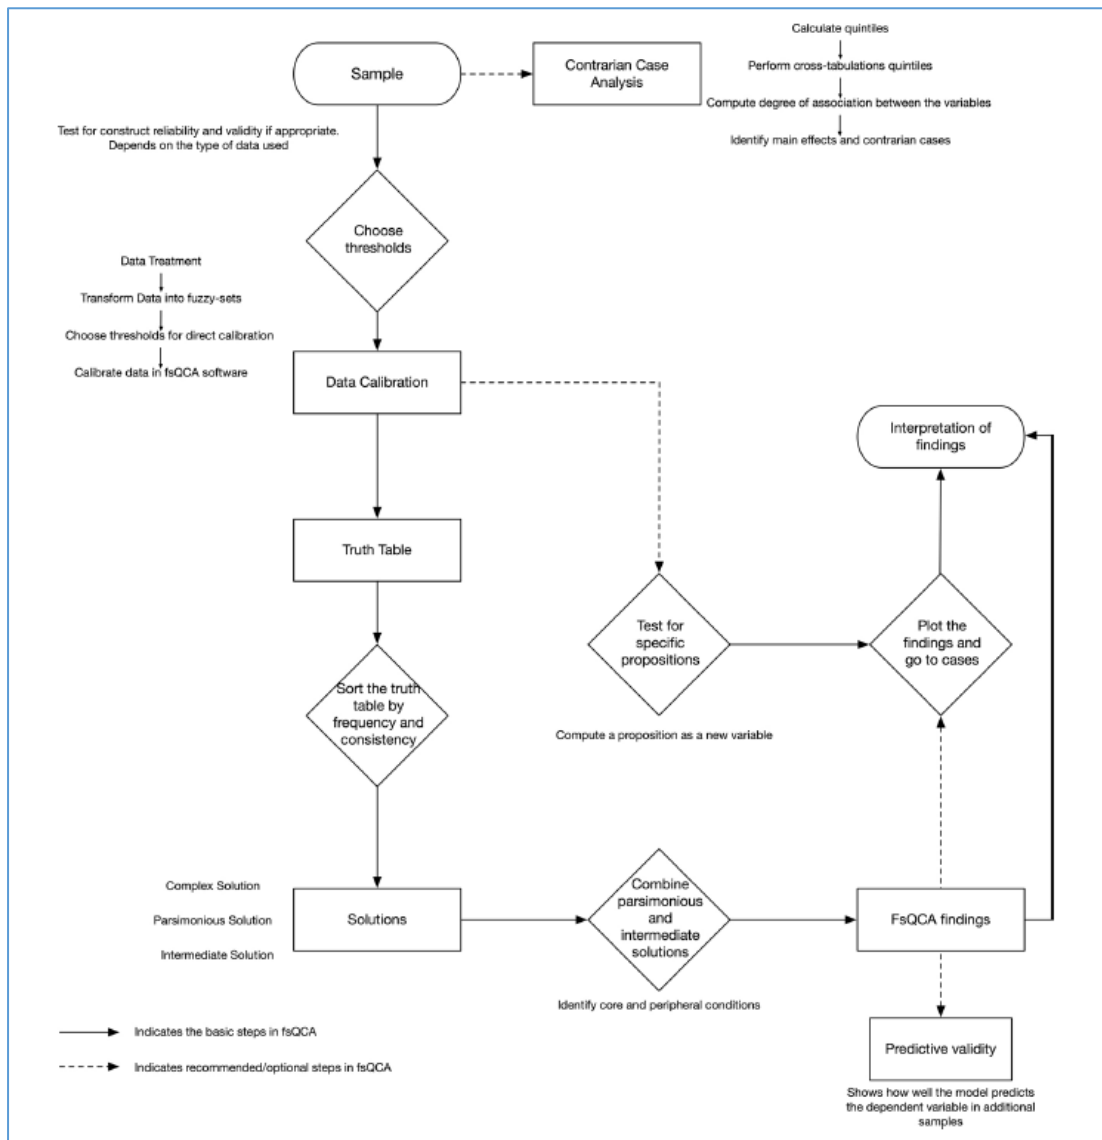 Sample
Contrarian Case
Analysis
Calculate quintiles
Perform cross-tabulations quintiles
Compute degree of association between the variables
Identify main effects and contrarian cases
Test for construct reliability and validity if appropriate.
Depends on the type of data used
Choose
thresholds
Data Treatment
Transform Data into fuzzy-sets
Choose thresholds for direct calibration
Calibrate data in fsQCA software
Data Calibration
Interpretation of
findings
Truth Table
Test for
specific
propositions
Plot the
findings and
go to cases
Sort the truth
table by
frequency and
consistency
Compute a proposition as a new variable
Complex Solution
Parsimonious Solution
Intermediate Solution
Solutions
Combine
parsimonious
and
intermediate
solutions
FsQCA findings
Identify core and peripheral conditions
Indicates the basic steps in fsQCA
Indicates recommended/optional steps in fsQCA
Predictive validity
Shows how well the model predicts
the dependent variable in additional
samples